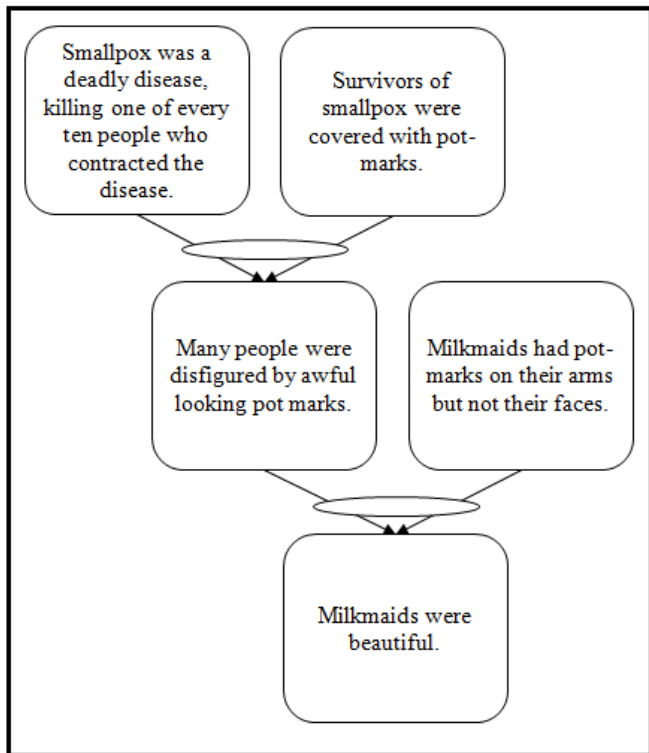 Smallpox was a
deadly disease,
killing one of every
ten people who
contracted the
disease.
Survivors of
smallpox were
covered with pot-
marks.
Many people were
disfigured by awful
looking pot marks.
Milkmaids had pot-
marks on their arms
but not their faces.
Milkmaids were
beautiful.